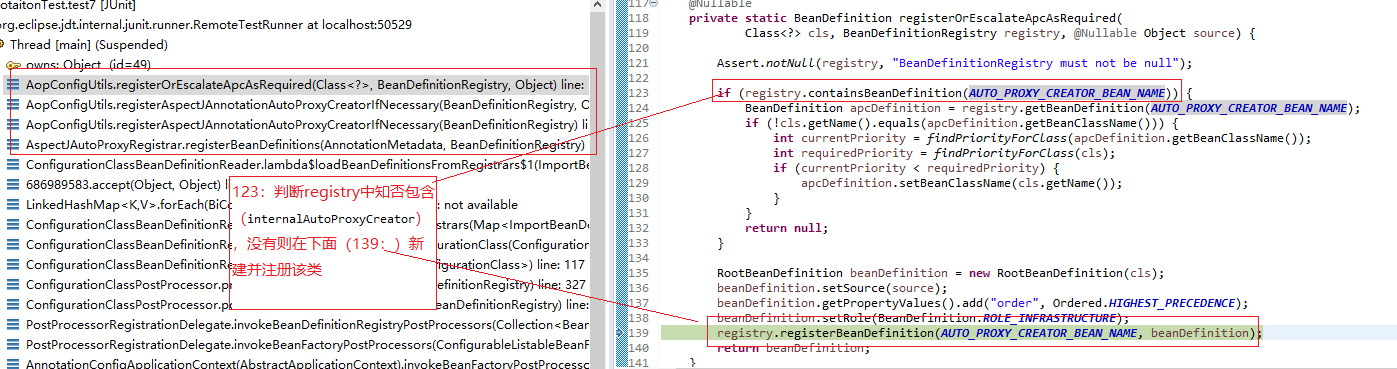 otaitonTest.test7 [JUnit]
org.eclipse.jdt.internal.junit.runner.RemoteTestRunner at localhost:50529
Thread [main] (Suspended)
owns: Object  (id=49)
AopConfigUtils.registerOrEscalateApcAsRequired(Class<?>, BeanDefinitionRegistry, Object) line:
AopConfigUtils.registerAspectJAnnotationAutoProxyCreatorIfNecessary(BeanDefinitionRegistry, O
AopConfigUtils.registerAspectJAnnotationAutoProxyCreatorIfNecessary(BeanDefinitionRegistry) li
AspectJAutoProxyRegistrar.registerBeanDefinitions(AnnotationMetadata, BeanDefinitionRegistry)
ConfigurationClassBeanDefinitionReader.lambda$loadBeanDefinitionsFromRegistrars$1(ImportBe
686989583.accept(Object, Object) l
LinkedHashMap<K,V>.forEach(BiCo
: not available
ConfigurationClassBeanDefinitionRe
strars(Map<ImportBeanD
ConfigurationClassBeanDefinitionRe
urationClass(Configuration
ConfigurationClassBeanDefinitionRe
figurationClass>) line: 117
ConfigurationClassPostProcessor.pr
efinitionRegistry) line: 327
ConfigurationClassPostProcessor.p
eanDefinitionRegistry) line:
PostProcessorRegistrationDelegate.invokeBeanDefinitionRegistryPostProcessors(Collection<Bean
PostProcessorRegistrationDelegate.invokeBeanFactoryPostProcessors(ConfigurableListableBeanF
AnnotationConfigApplicationContext(AbstractApplicationContext).invokeBeanFactoryPostProcess
123：判断registry中知否包含
（internalAutoProxyCreator）
，没有则在下面（139：）新
建并注册该类
117 @Nullable
118 private static BeanDefinition registerOrEscalateApcAsRequired(
119 Class<?> cls, BeanDefinitionRegistry registry, @Nullable Object source) {
120
121 Assert.notNull(registry, "BeanDefinitionRegistry must not be null");
122
123 if (registry.containsBeanDefinition(AUTO_PROXY_CREATOR_BEAN_NAME)) {
124 BeanDefinition apcDefinition = registry.getBeanDefinition(AUTO_PROXY_CREATOR_BEAN_NAME);
125 if (!cls.getName().equals(apcDefinition.getBeanClassName())) {
126 int currentPriority = findPriorityForClass(apcDefinition.getBeanClassName());
127 int requiredPriority = findPriorityForClass(cls);
128 if (currentPriority < requiredPriority) {
129 apcDefinition.setBeanClassName(cls.getName());
130 }
131 }
132 return null;
133 }
134
135 RootBeanDefinition beanDefinition = new RootBeanDefinition(cls);
136 beanDefinition.setSource(source);
137 beanDefinition.getPropertyValues().add("order", Ordered.HIGHEST_PRECEDENCE);
138 beanDefinition.setRole(BeanDefinition.ROLE_INFRASTRUCTURE);
139 registry.registerBeanDefinition(AUTO_PROXY_CREATOR_BEAN_NAME, beanDefinition);
140 return beanDefinition;
141 }